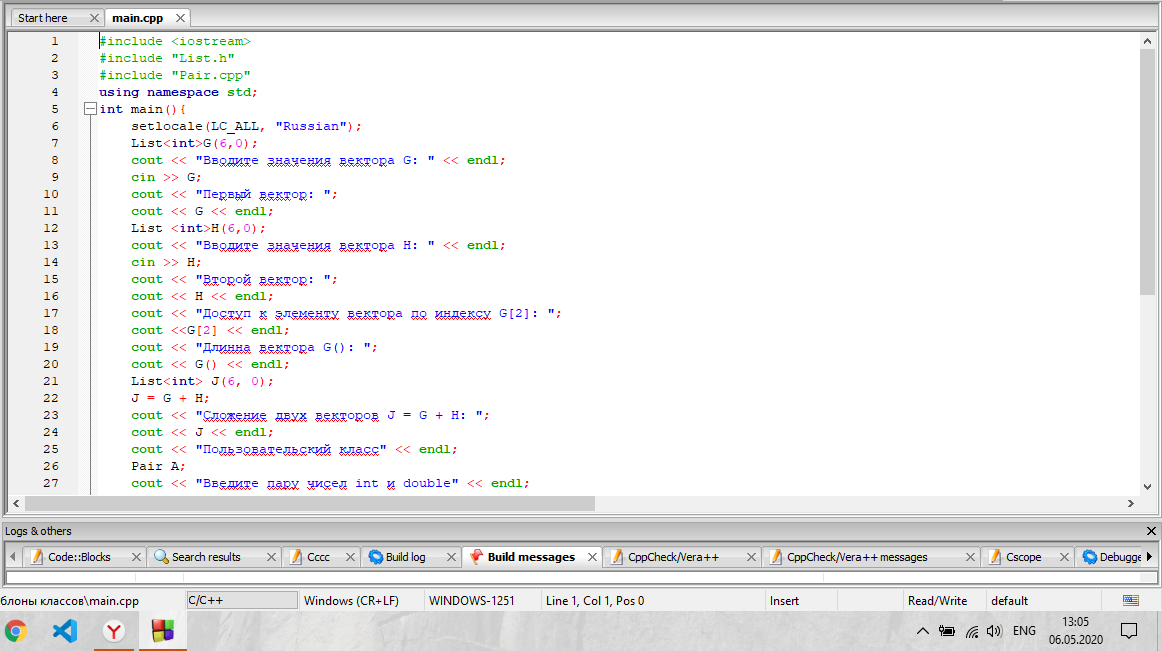 Start here
main.cpp
1 #include <iostream>
2 #include "List.h"
3 #include "Pair.cpp"
4 using namespace std;
5 int main(){
6 setlocale(LC_ALL, "Russian");
7 List<int>G(6,0);
8 cout << "Вводите значения вектора G: " << endl;
9 cin >> G;
10 cout << "Первый вектор: ";
11 cout << G << endl;
12 List <int>H(6,0);
13 cout << "Вводите значения вектора H: " << endl;
14 cin >> H;
15 cout << "Второй вектор: ";
16 cout << H << endl;
17 cout << "Доступ к элементу вектора по индексу G[2]: ";
18 cout <<G[2] << endl;
19 cout << "Длинна вектора G(): ";
20 cout << G() << endl;
21 List<int> J(6, 0);
22 J = G + H;
23 cout << "Сложение двух векторов J = G + H: ";
24 cout << J << endl;
25 cout << "Пользовательский класс" << endl;
26 Pair A;
27 cout << "Введите пару чисел int и double" << endl;
Logs & others
Code::Blocks
Search results
Cccc
Build log
Build messages
CppCheck/Vera++
CppCheck/Vera++ messages
Cscope
Debugge
блоны классов\main.cpp
C/C++
Windows (CR+LF)
WINDOWS-1251
Line 1, Col 1, Pos 0
Insert
Read/Write
default
ENG
13:05
06.05.2020